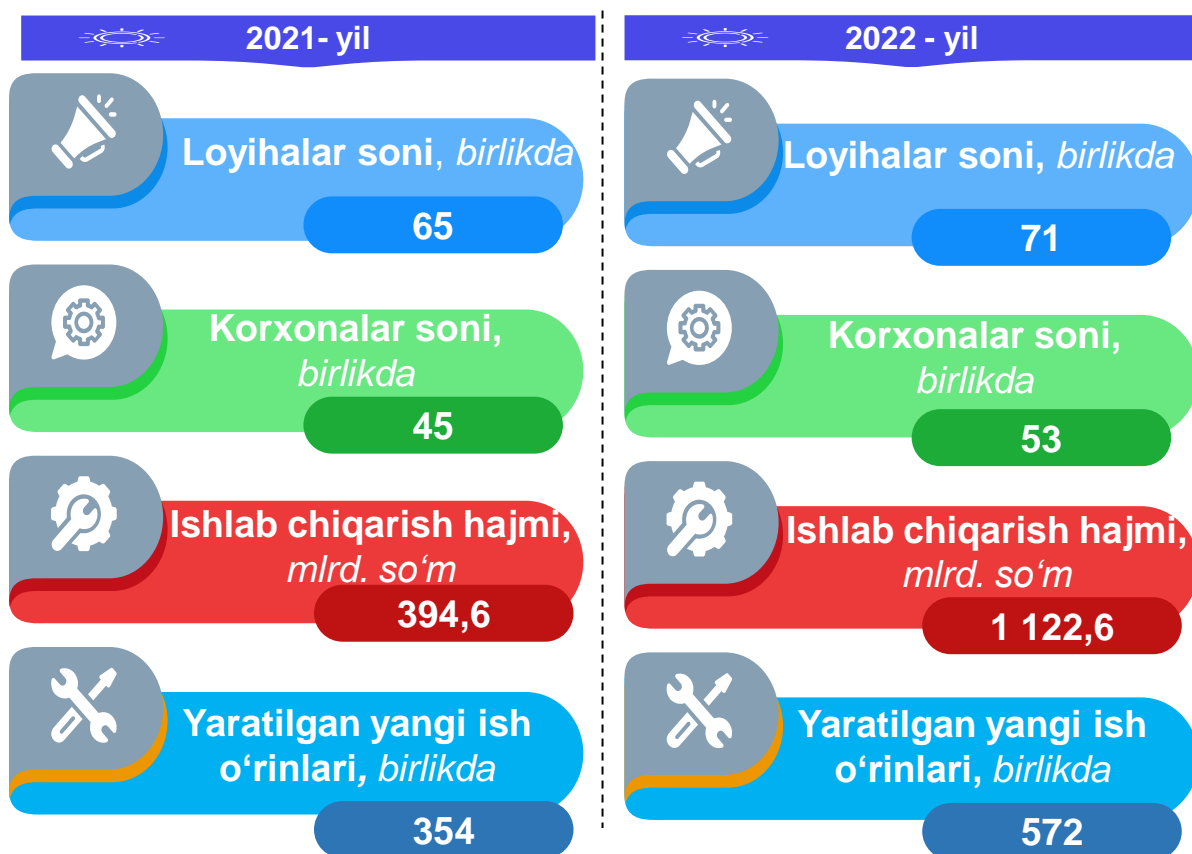 2021- yil
Loyihalar soni, birlikda
65
Korxonalar soni,
birlikda
45
Ishlab chiqarish hajmi,
mlrd. so‘m
394,6
Yaratilgan yangi ish
o‘rinlari, birlikda
354
2022 - yil
Loyihalar soni, birlikda
71
Korxonalar soni,
birlikda
53
Ishlab chiqarish hajmi,
mlrd. so‘m
1 122,6
Yaratilgan yangi ish
o‘rinlari, birlikda
572